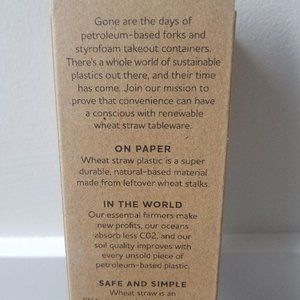 Gone are the days of
petroleum-based forks and
styrofoam takeout containers.
There's a whole world of sustainable
plastics out there, and their time
has come. Join our mission to
prove that convenience can have
a conscious with renewable
wheat straw tableware.
ON PAPER
Wheat straw plastic is a super
durable, natural-based material
made from leftover wheat stalks.
IN THE WORLD
Our essential farmers make
new profits, our oceans
absorb less CO2, and our
soil quality improves with
every unsold piece of
petroleum-based plastic.
SAFE AND SIMPLE
Wheat straw is an